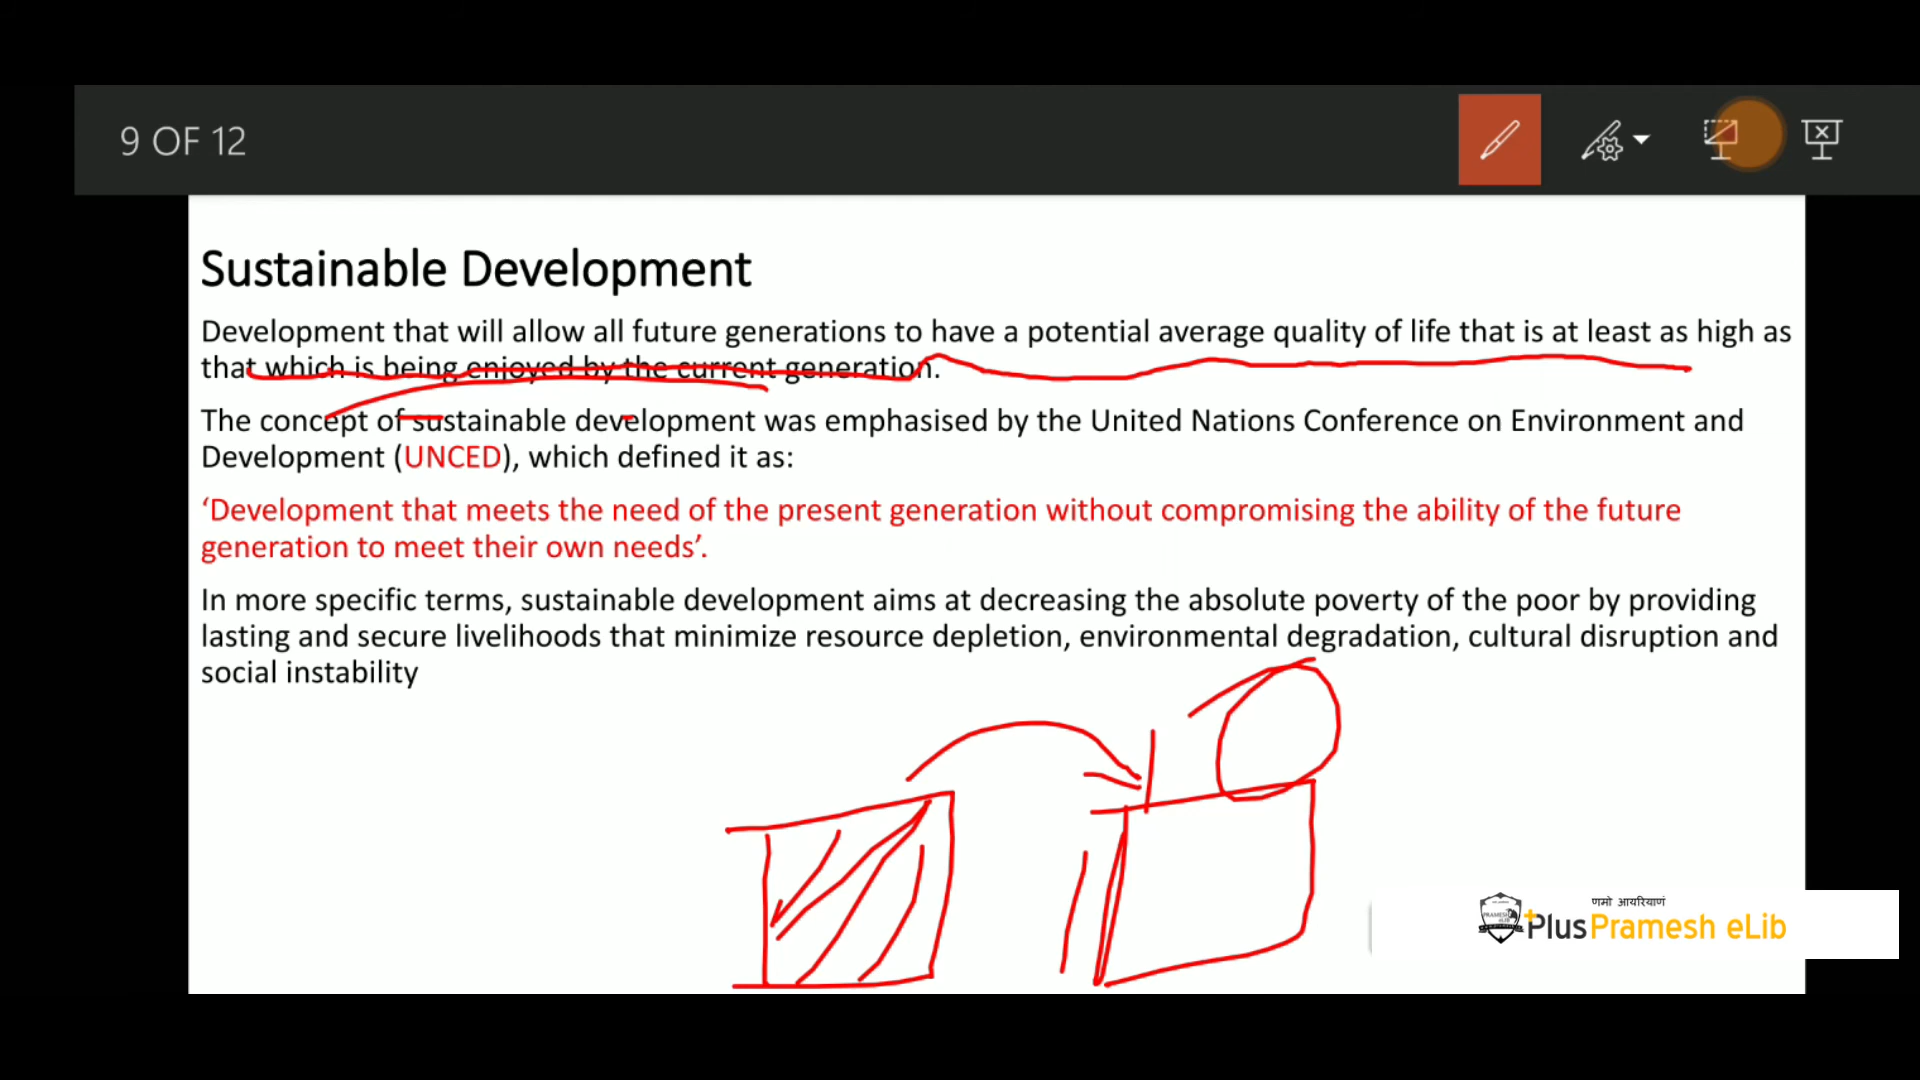 9 OF 12
Sustainable Development
Development that will allow all future generations to have a potential average quality of life that is at least as high as
that which is being enjoyed by the current generation.
The concept of sustainable development was emphasised by the United Nations Conference on Environment and
Development (UNCED), which defined it as:
‘Development that meets the need of the present generation without compromising the ability of the future
generation to meet their own needs’.
In more specific terms, sustainable development aims at decreasing the absolute poverty of the poor by providing
lasting and secure livelihoods that minimize resource depletion, environmental degradation, cultural disruption and
social instability
णमो आयरियाणं
PRAMESH
eLib
+Plus Pramesh eLib